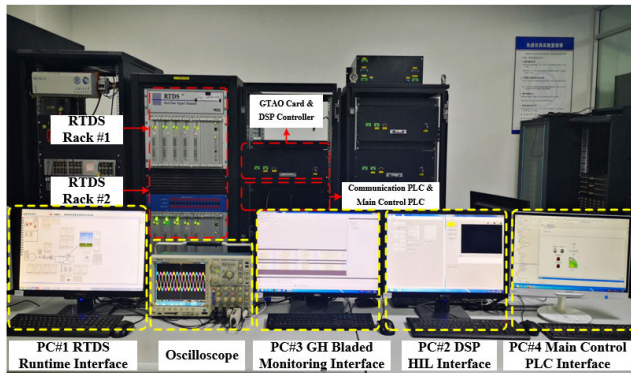 RTDS
GTAO Card &
DSP Controller
RTDS
Rack #1
RTDS
Rack #2
Communication PLC &
Main Control PLC
PC#1 RTDS
Runtime Interface
Oscilloscope
PC#3 GH Bladed
Monitoring Interface
PC#2 DSP
HIL Interface
PC#4 Main Control
PLC Interface